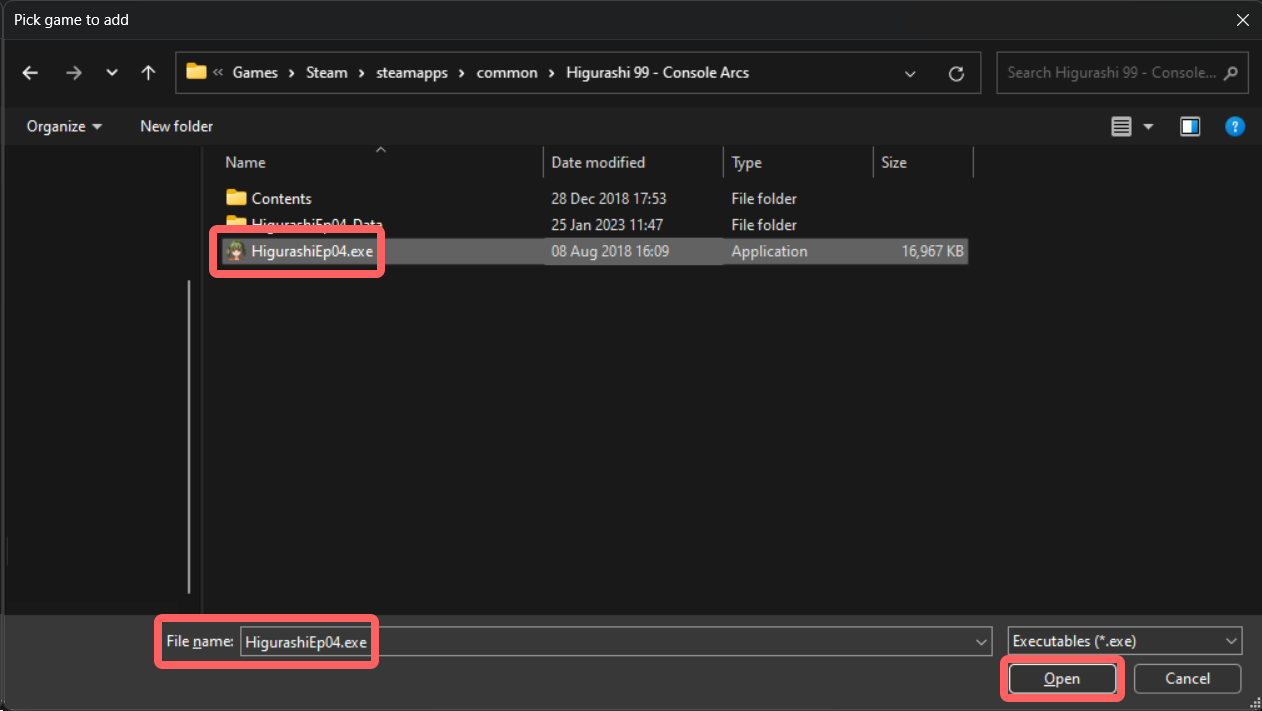 Pick game to add
« Games > Steam > steamapps > common > Higurashi 99 - Console Arcs
Search Higurashi 99 - Console...
Organize New folder
?
Name Date modified Type Size
Contents 28 Dec 2018 17:53 File folder
HigurashiEp04_Data 25 Jan 2023 11:47 File folder
HigurashiEp04.exe 08 Aug 2018 16:09 Application 16,967 KB
File name: HigurashiEp04.exe Executables (*.exe)
Open Cancel